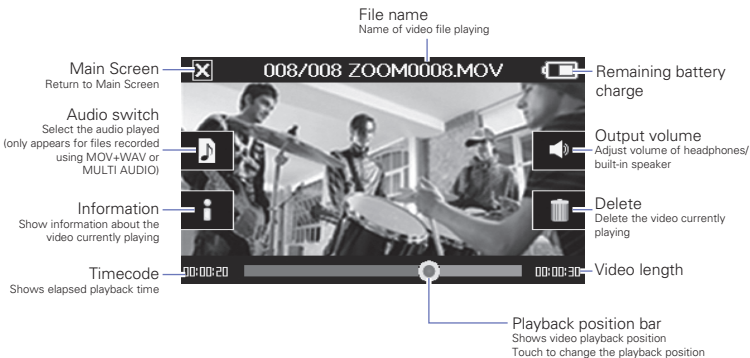 File name
Name of video file playing
Main Screen
Return to Main Screen
008/008 ZOOM0008.MOV
Remaining battery
charge
Audio switch
Select the audio played
(only appears for files recorded
using MOV+WAV or
MULTI AUDIO)
Output volume
Adjust volume of headphones/
built-in speaker
Information
Show information about the
video currently playing
Delete
Delete the video currently
playing
Timecode
Shows elapsed playback time
00:00:20
00:00:30
Video length
Playback position bar
Shows video playback position
Touch to change the playback position